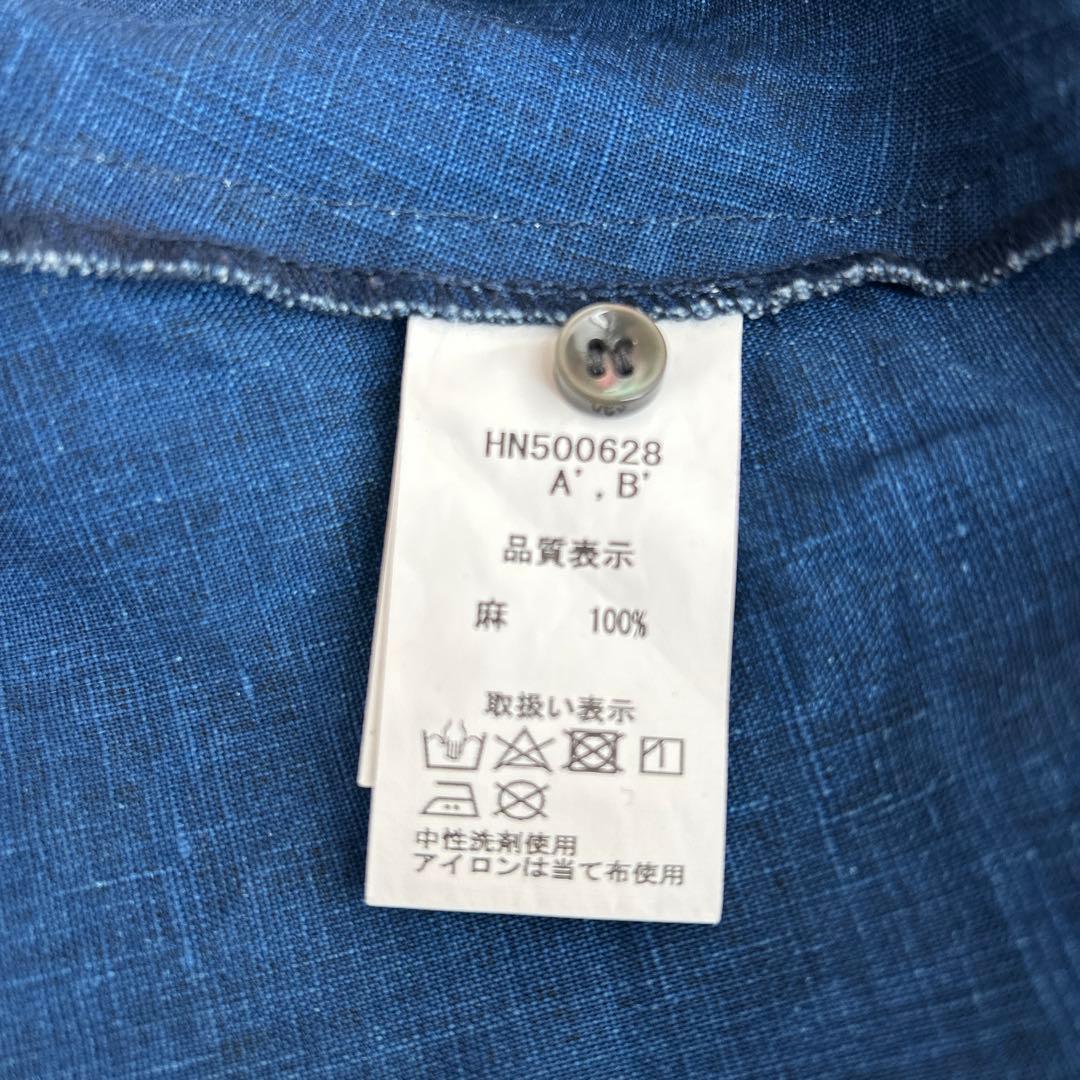 HN500628
A', B'
品質表示
麻 100%
取扱い表示
中性洗剤使用
アイロンは当て布使用